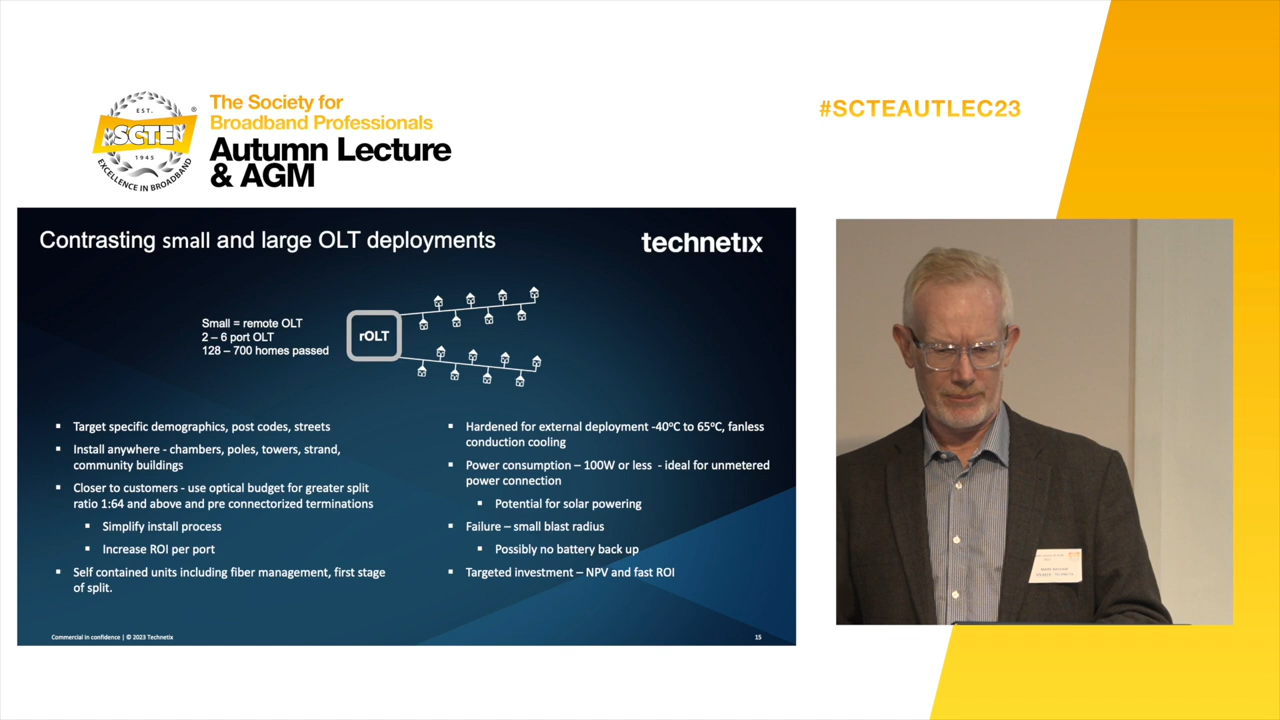 EST.
SCTE
®
1945
EXCELLENCE IN BROADBAND
The Society for
Broadband Professionals
Autumn Lecture
& AGM
#SCTEAUTLEC23
Contrasting small and large OLT deployments
technetix
Small = remote OLT
2 – 6 port OLT
128 – 700 homes passed
rOLT
▪ Target specific demographics, post codes, streets
▪ Install anywhere - chambers, poles, towers, strand,
community buildings
▪ Closer to customers - use optical budget for greater split
ratio 1:64 and above and pre connectorized terminations
▪ Simplify install process
▪ Increase ROI per port
▪ Self contained units including fiber management, first stage
of split.
▪ Hardened for external deployment -40°C to 65°C, fanless
conduction cooling
▪ Power consumption – 100W or less - ideal for unmetered
power connection
▪ Potential for solar powering
▪ Failure – small blast radius
▪ Possibly no battery back up
▪ Targeted investment – NPV and fast ROI
Commercial in confidence | © 2023 Technetix
15